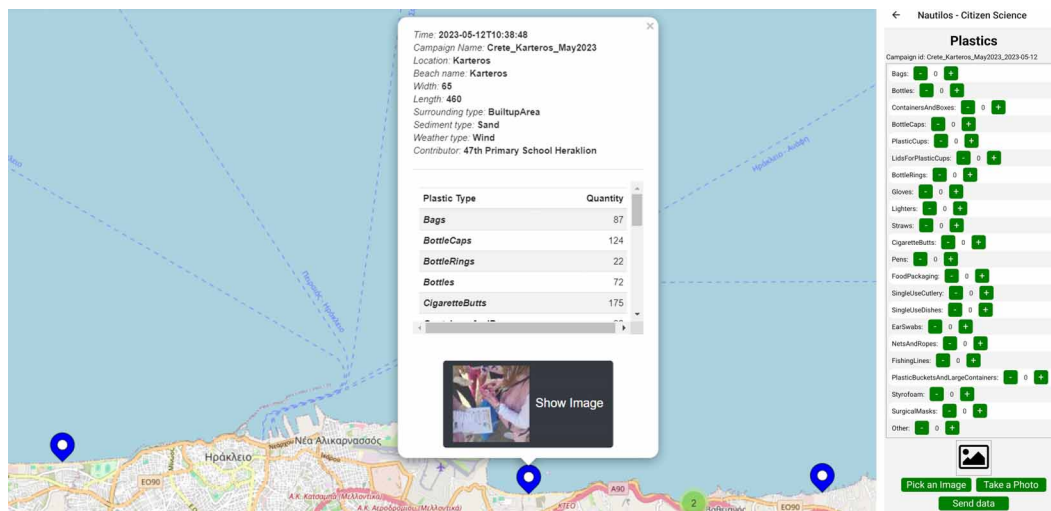 ×
Time: 2023-05-12T10:38:48
Campaign Name: Crete_Karteros_May2023
Location: Karteros
Beach name: Karteros
Width: 65
Length: 460
Surrounding type: BuiltupArea
Sediment type: Sand
Weather type: Wind
Contributor: 47th Primary School Heraklion
Plastic Type Quantity
Bags 87
BottleCaps 124
BottleRings 22
Bottles 72
CigaretteButts 175
Show Image
Πειραιάς - Ηράκλειο
Νέα Αλικαρνασσός
Ηράκλειο
EO90
A90
2
EO90
← Nautilos - Citizen Science
Plastics
Campaign id: Crete_Karteros_May2023_2023-05-12
Bags: - 0 +
Bottles: - 0 +
ContainersAndBoxes: - 0 +
BottleCaps: - 0 +
PlasticCups: - 0 +
LidsForPlasticCups: - 0 +
BottleRings: - 0 +
Gloves: - 0 +
Lighters: - 0 +
Straws: - 0 +
CigaretteButts: - 0 +
Pens: - 0 +
FoodPackaging: - 0 +
SingleUseCutlery: - 0 +
SingleUseDishes: - 0 +
EarSwabs: - 0 +
NetsAndRopes: - 0 +
FishingLines: - 0 +
PlasticBucketsAndLargeContainers: - 0 +
Styrofoam: - 0 +
SurgicalMasks: - 0 +
Other: - 0 +
Pick an Image
Take a Photo
Send data